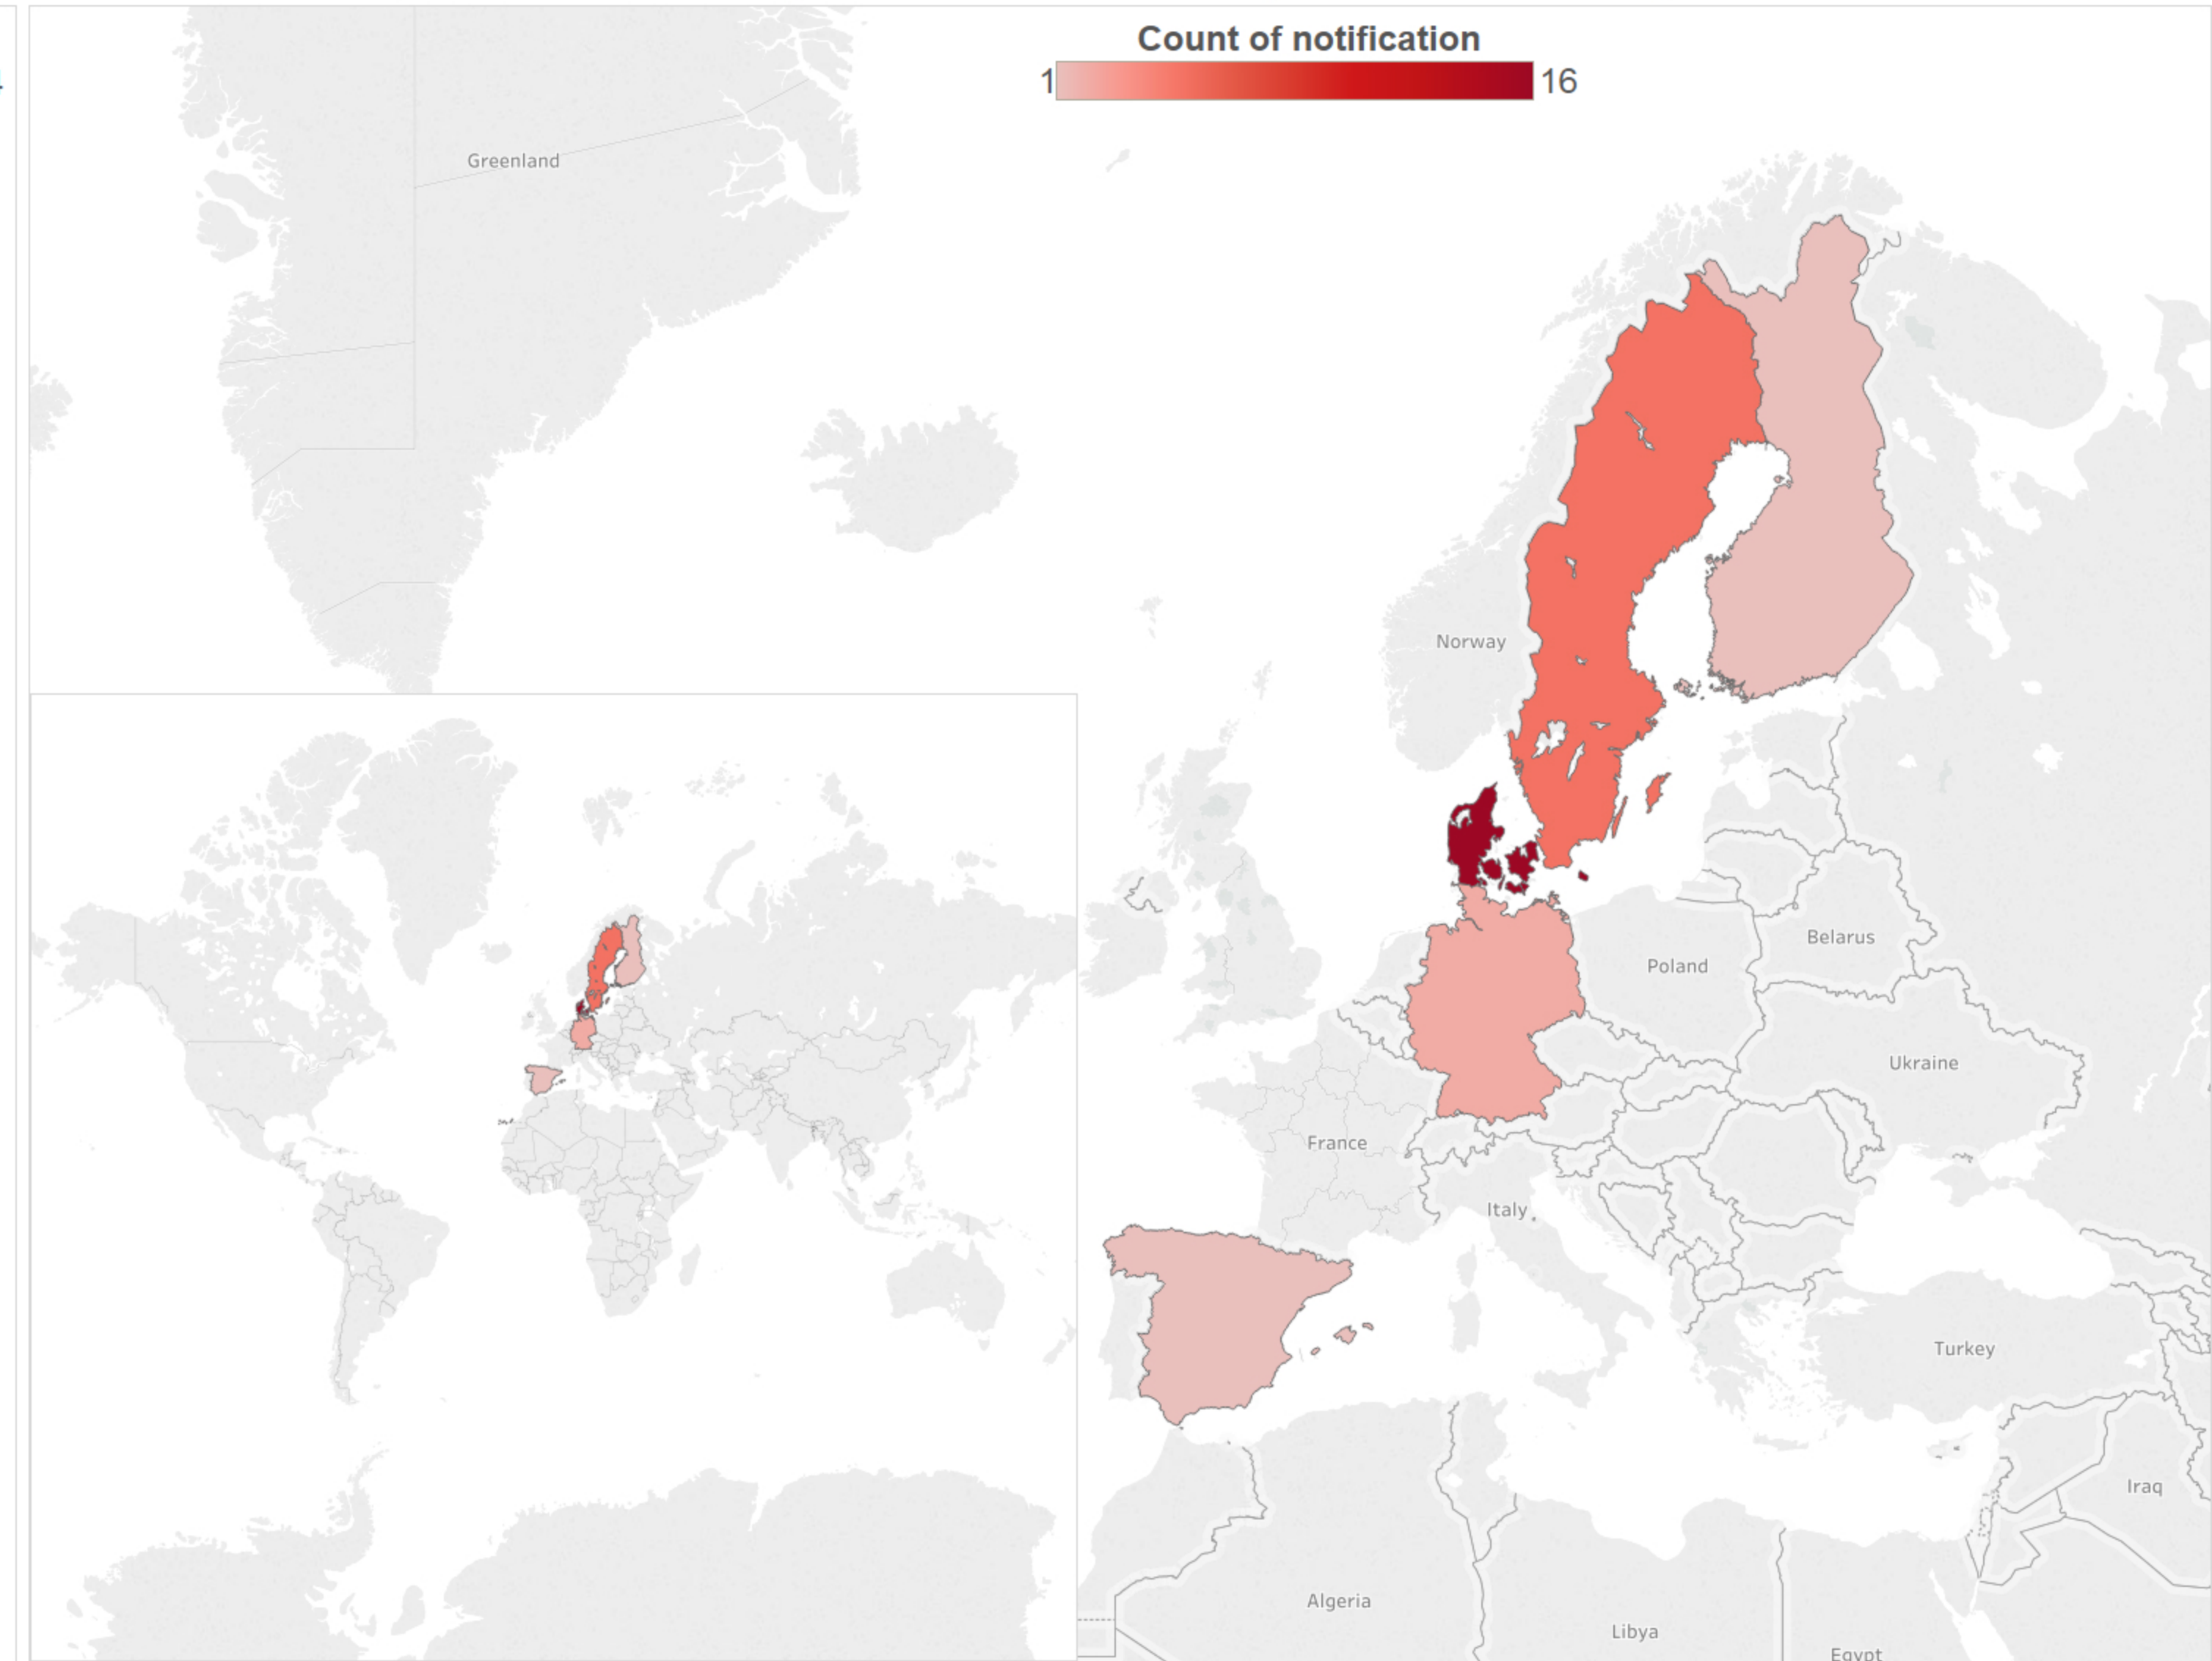 Count of notification
1 16
Greenland
Norway
Belarus
Poland
Ukraine
France
Italy
Turkey
Iraq
Algeria
Libya
Egypt